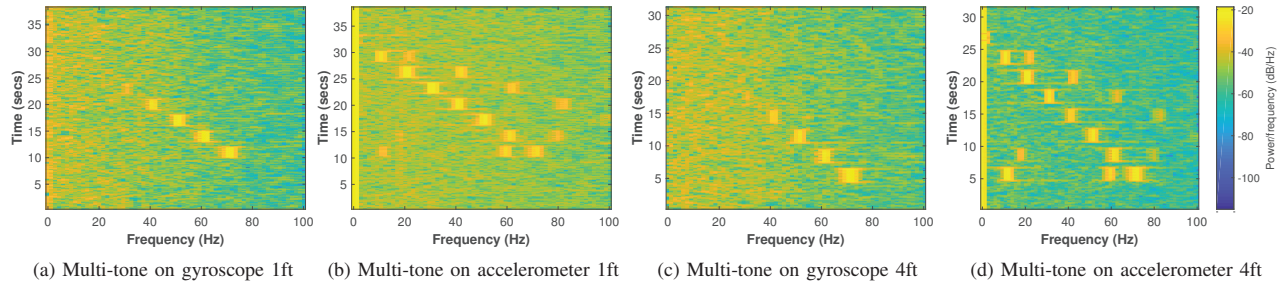 35
30
25
20
15
10
5
Time (secs)
0 20 40 60 80 100
Frequency (Hz)
(a) Multi-tone on gyroscope 1ft
35
30
25
20
15
10
5
Time (secs)
0 20 40 60 80 100
Frequency (Hz)
(b) Multi-tone on accelerometer 1ft
30
25
20
15
10
5
Time (secs)
0 20 40 60 80 100
Frequency (Hz)
(c) Multi-tone on gyroscope 4ft
30
25
20
15
10
5
Time (secs)
0 20 40 60 80 100
Frequency (Hz)
(d) Multi-tone on accelerometer 4ft
-20
-40
-60
-80
-100
Power/frequency (dB/Hz)